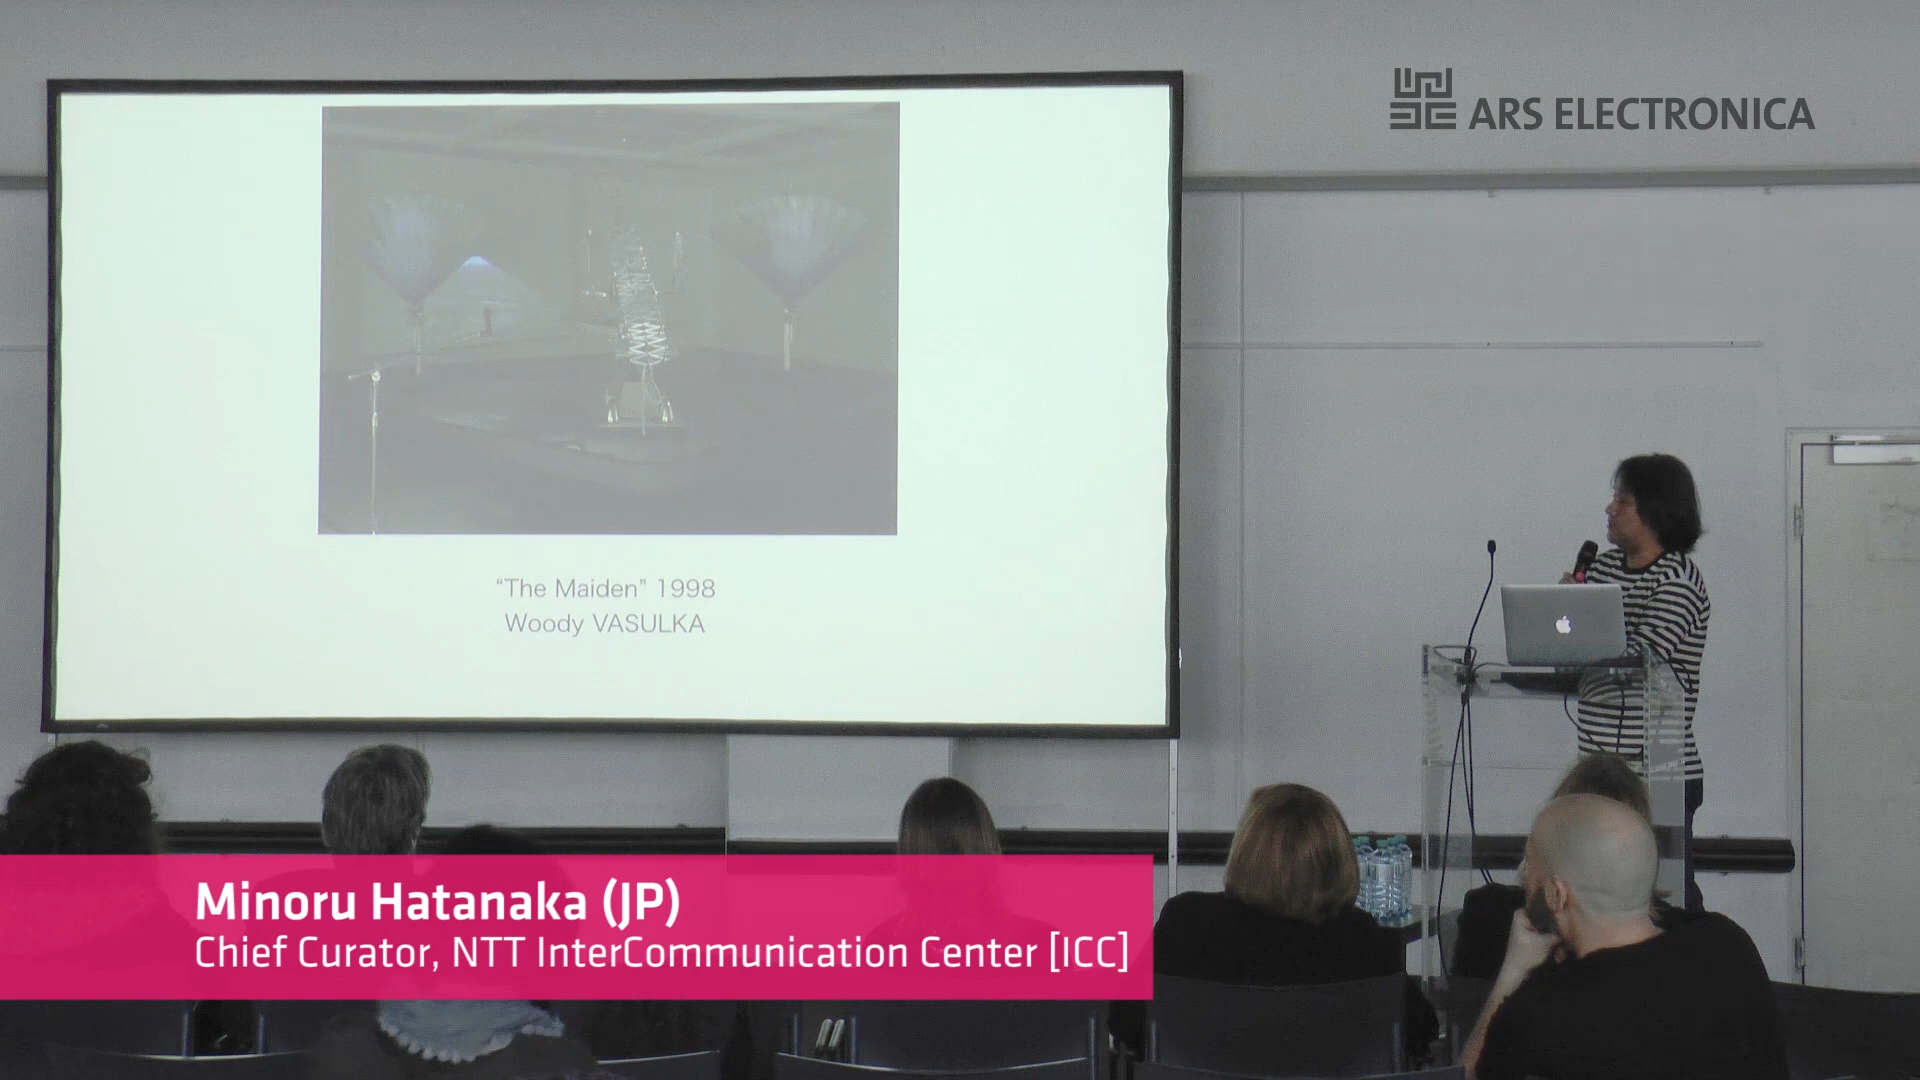 ARS ELECTRONICA
“The Maiden” 1998
Woody VASULKA
Minoru Hatanaka (JP)
Chief Curator, NTT InterCommunication Center [ICC]